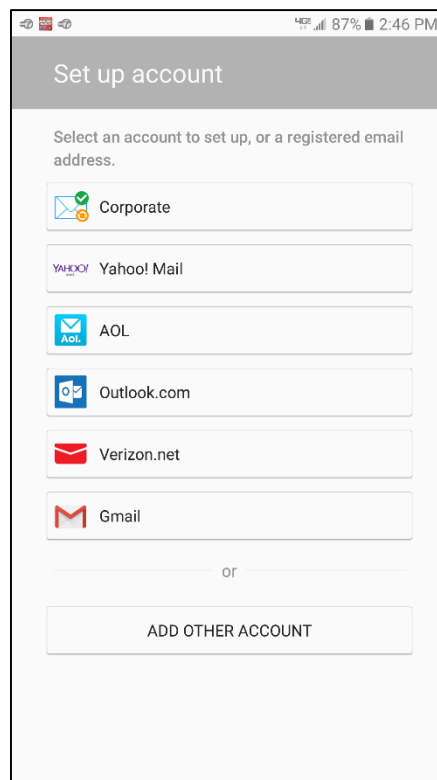 4GE 87% 2:46 PM
Set up account
Select an account to set up, or a registered email
address.
Corporate
YAHOO! Yahoo! Mail
Aol. AOL
Outlook.com
Verizon.net
Gmail
or
ADD OTHER ACCOUNT